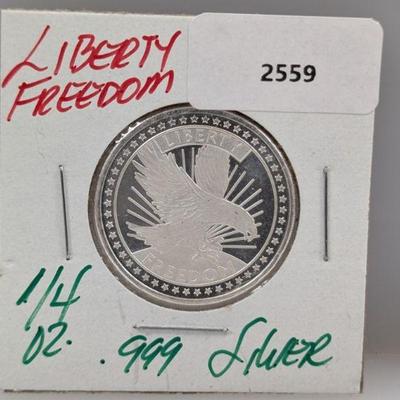 LIBERTY
FREEDOM
2559
LIBERTY
FREEDOM
1/4
OZ. .999 SILVER